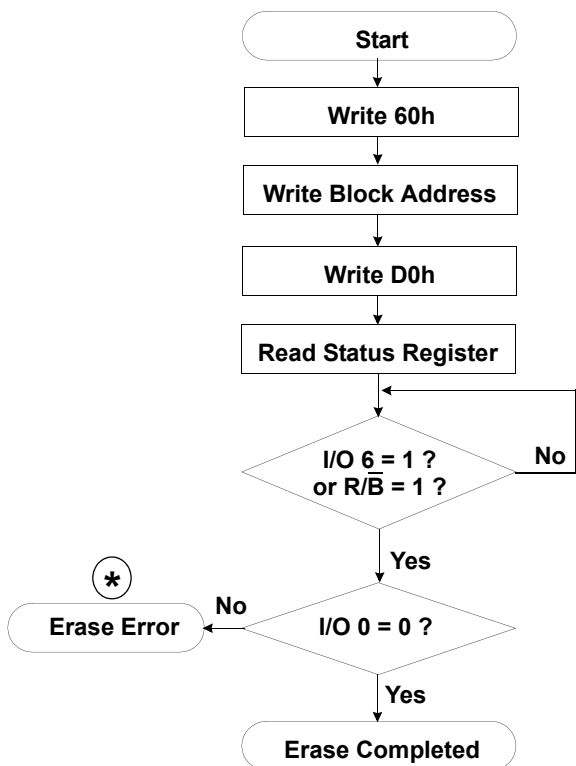 Start
Write 60h
Write Block Address
Write D0h
Read Status Register
I/O 6 = 1 ?
or R/B̅ = 1 ?
No
Yes
*
No
Erase Error
I/O 0 = 0 ?
Yes
Erase Completed